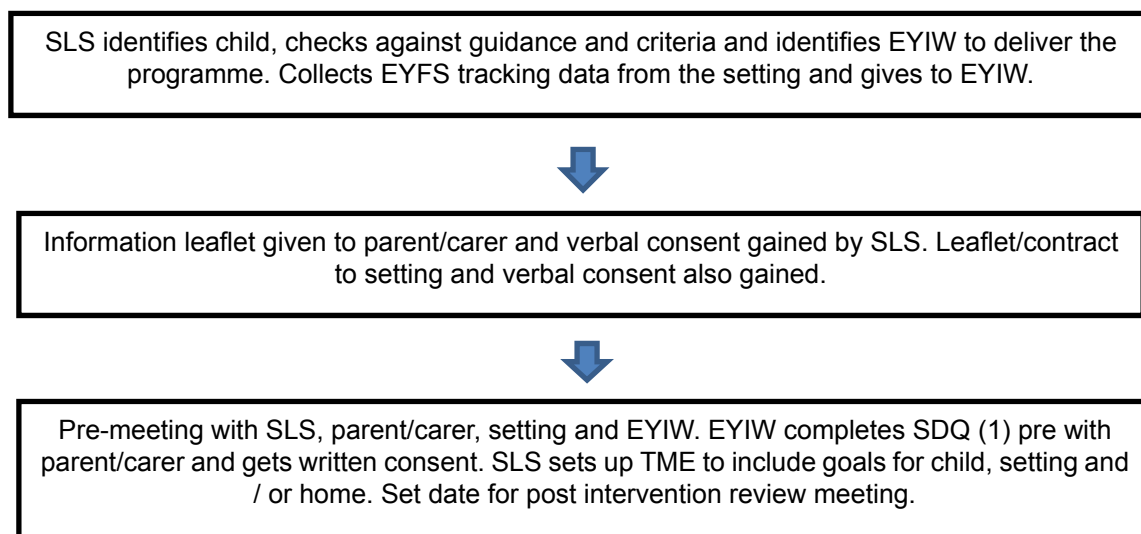 SLS identifies child, checks against guidance and criteria and identifies EYIW to deliver the
programme. Collects EYFS tracking data from the setting and gives to EYIW.
Information leaflet given to parent/carer and verbal consent gained by SLS. Leaflet/contract
to setting and verbal consent also gained.
Pre-meeting with SLS, parent/carer, setting and EYIW. EYIW completes SDQ (1) pre with
parent/carer and gets written consent. SLS sets up TME to include goals for child, setting and
/ or home. Set date for post intervention review meeting.